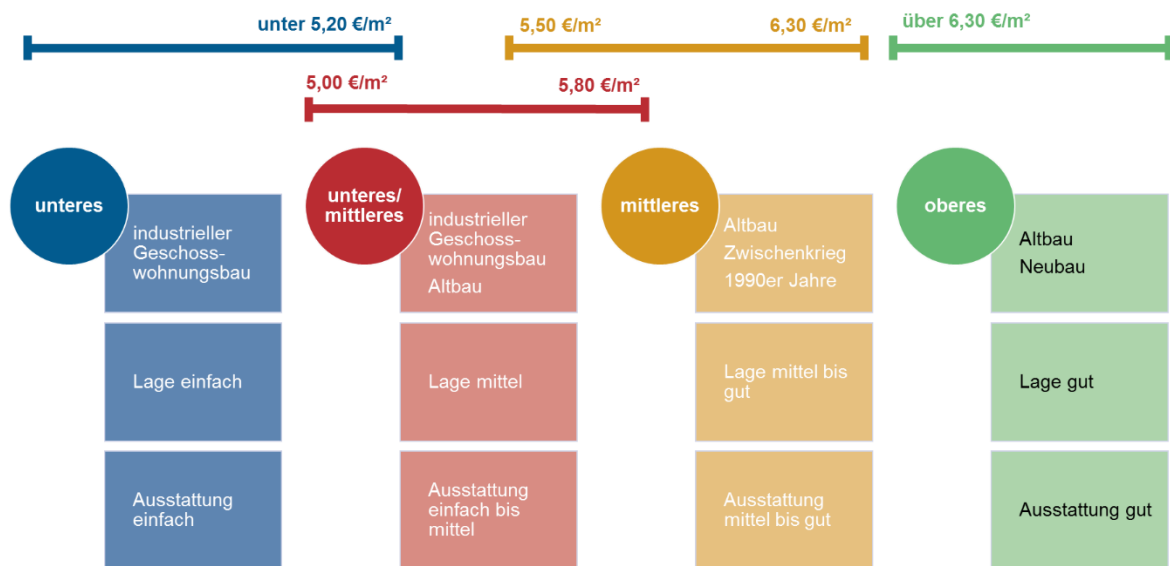 unter 5,20 €/m²
5,50 €/m²
6,30 €/m²
über 6,30 €/m²
5,00 €/m²
5,80 €/m²
unteres
industrieller
Geschoss-
wohnungsbau
Lage einfach
Ausstattung
einfach
unteres/
mittleres
industrieller
Geschoss-
wohnungsbau
Altbau
Lage mittel
Ausstattung
einfach bis
mittel
mittleres
Altbau
Zwischenkrieg
1990er Jahre
Lage mittel bis
gut
Ausstattung
mittel bis gut
oberes
Altbau
Neubau
Lage gut
Ausstattung gut